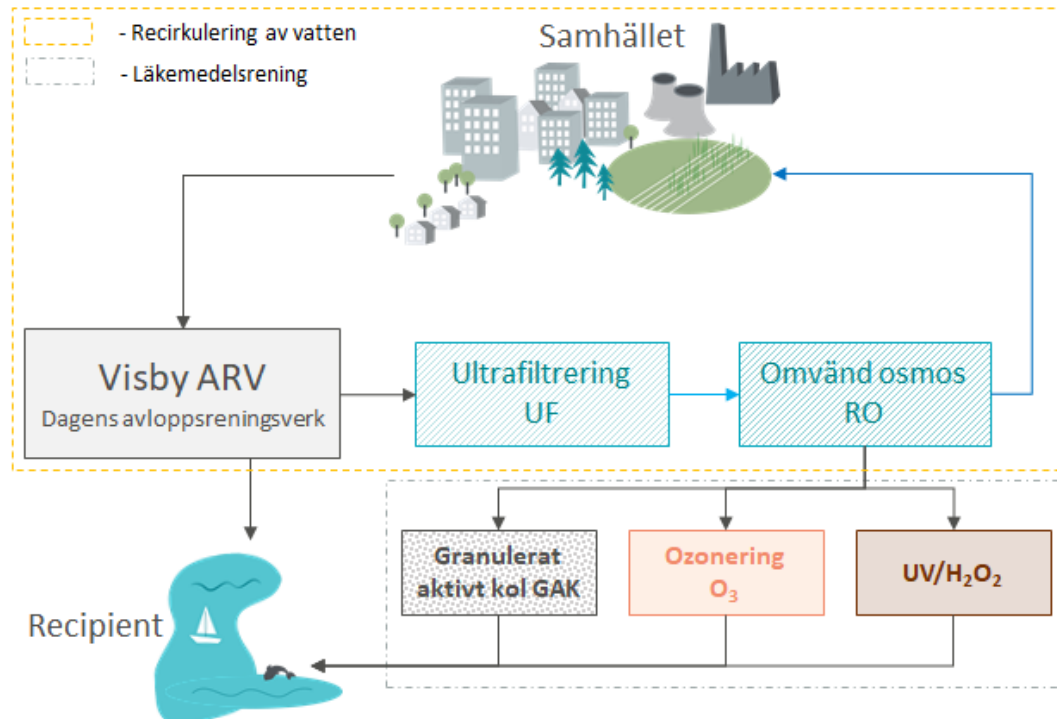 - Recirkulering av vatten
- Läkemedelsrening
Samhället
Visby ARV
Dagens avloppsreningsverk
Ultrafiltrering
UF
Omvänd osmos
RO
Granulerat
aktivt kol GAK
Ozonering
O₃
UV/H₂O₂
Recipient